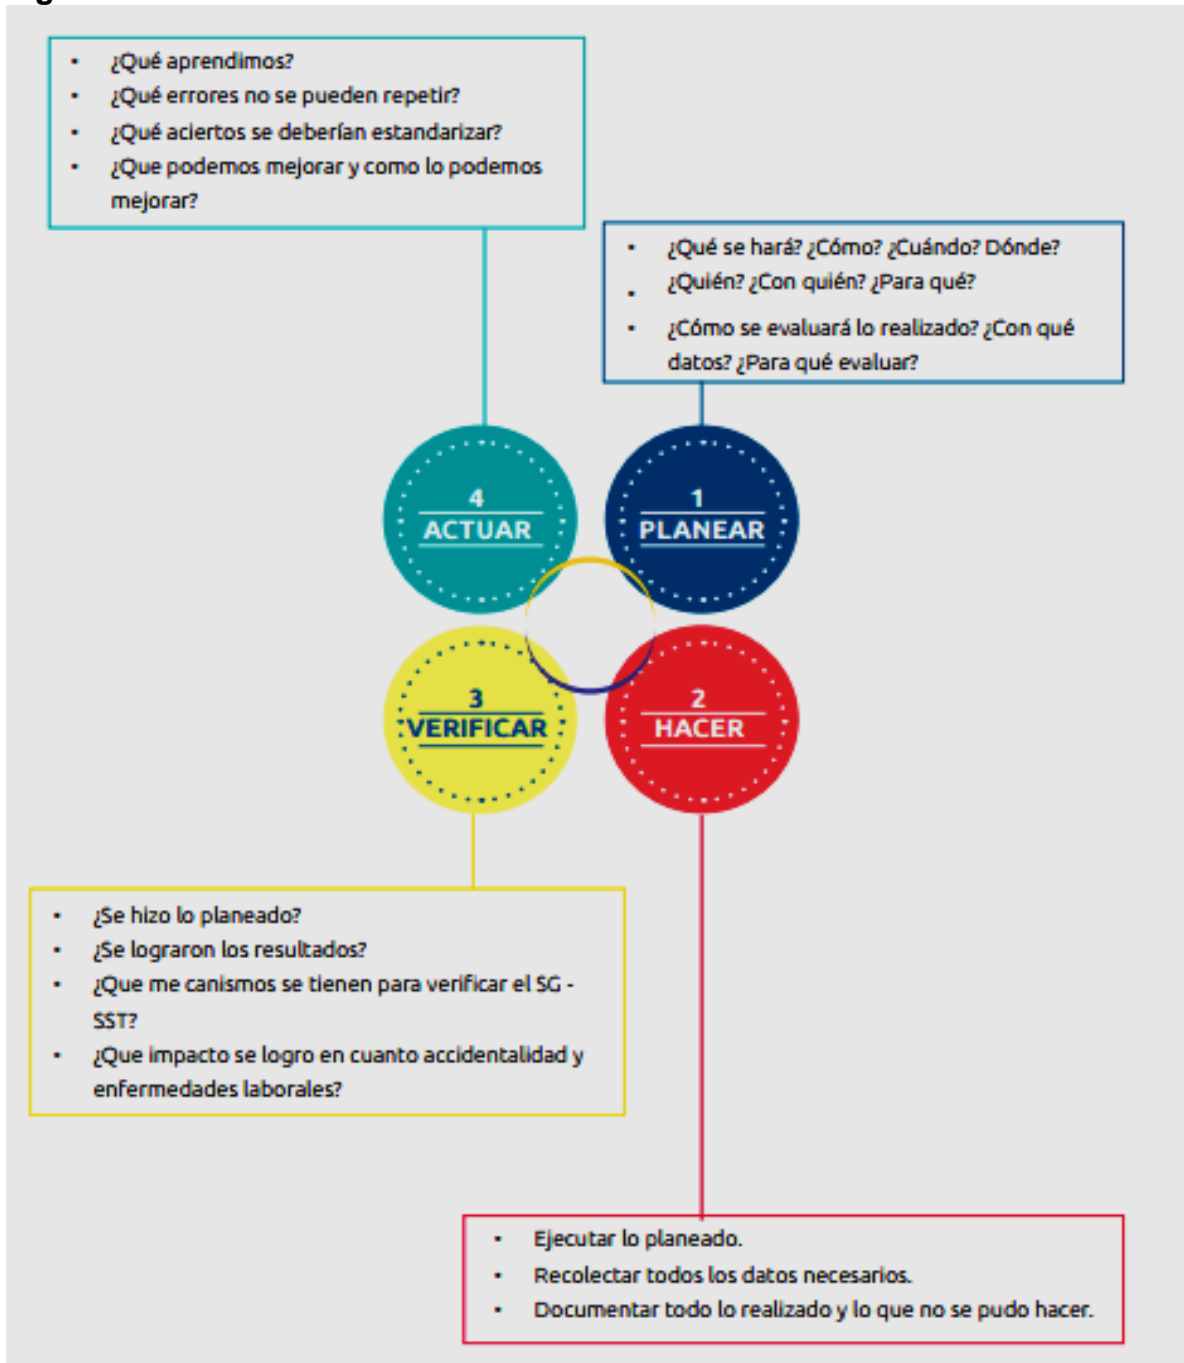 • ¿Qué aprendimos?
• ¿Qué errores no se pueden repetir?
• ¿Qué aciertos se deberían estandarizar?
• ¿Que podemos mejorar y como lo podemos
mejorar?
• ¿Qué se hará? ¿Cómo? ¿Cuándo? Dónde?
• ¿Quién? ¿Con quién? ¿Para qué?
• ¿Cómo se evaluará lo realizado? ¿Con qué
datos? ¿Para qué evaluar?
4
ACTUAR
1
PLANEAR
3
VERIFICAR
2
HACER
• ¿Se hizo lo planeado?
• ¿Se lograron los resultados?
• ¿Que me canismos se tienen para verificar el SG -
SST?
• ¿Que impacto se logro en cuanto accidentalidad y
enfermedades laborales?
• Ejecutar lo planeado.
• Recolectar todos los datos necesarios.
• Documentar todo lo realizado y lo que no se pudo hacer.